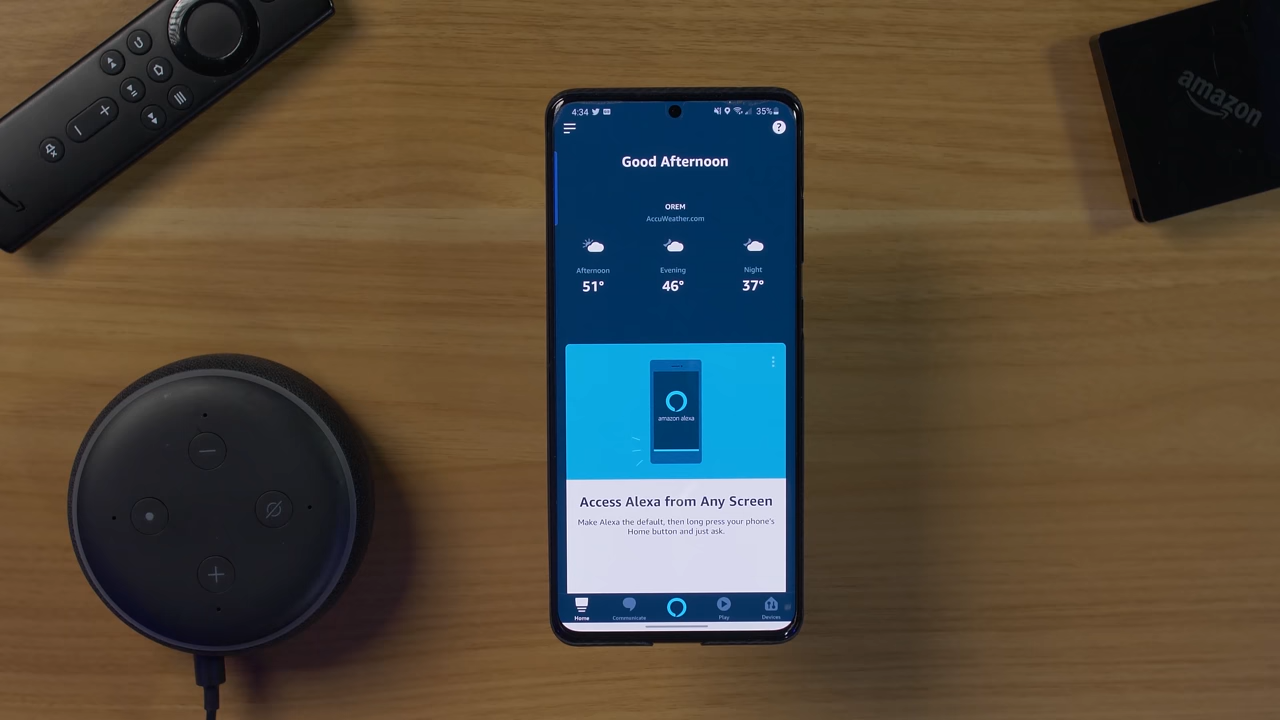 amazon
4:34
35%
Good Afternoon
OREM
AccuWeather.com
Afternoon Evening Night
51° 46° 37°
amazon alexa
Access Alexa from Any Screen
Make Alexa the default, then long press your phone's
Home button and just ask.
Home Communicate Play Devices